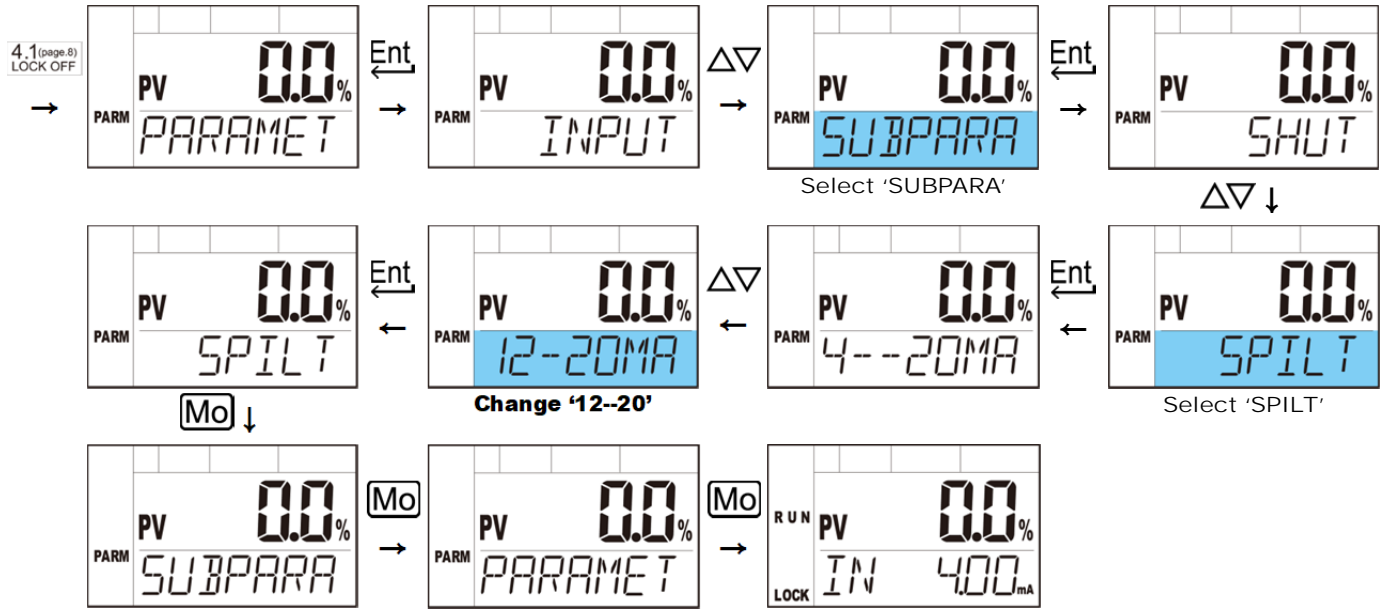 4.1(page.8)
LOCK OFF
→
PARM
PV 0.0%
PARAMET
Ent
→
PARM
PV 0.0%
INPUT
△▽
→
PARM
PV 0.0%
SUBPARA
Select ‘SUBPARA’
Ent
→
PARM
PV 0.0%
SHUT
△▽ ↓
PARM
PV 0.0%
SPILT
Ent
←
PARM
PV 0.0%
12-20MA
Change ‘12--20’
△▽
←
PARM
PV 0.0%
4--20MA
Ent
←
PARM
PV 0.0%
SPILT
Select ‘SPILT’
Mo ↓
PARM
PV 0.0%
SUBPARA
Mo
→
PARM
PV 0.0%
PARAMET
Mo
→
RUN
PV 0.0%
LOCK
IN 4.00mA